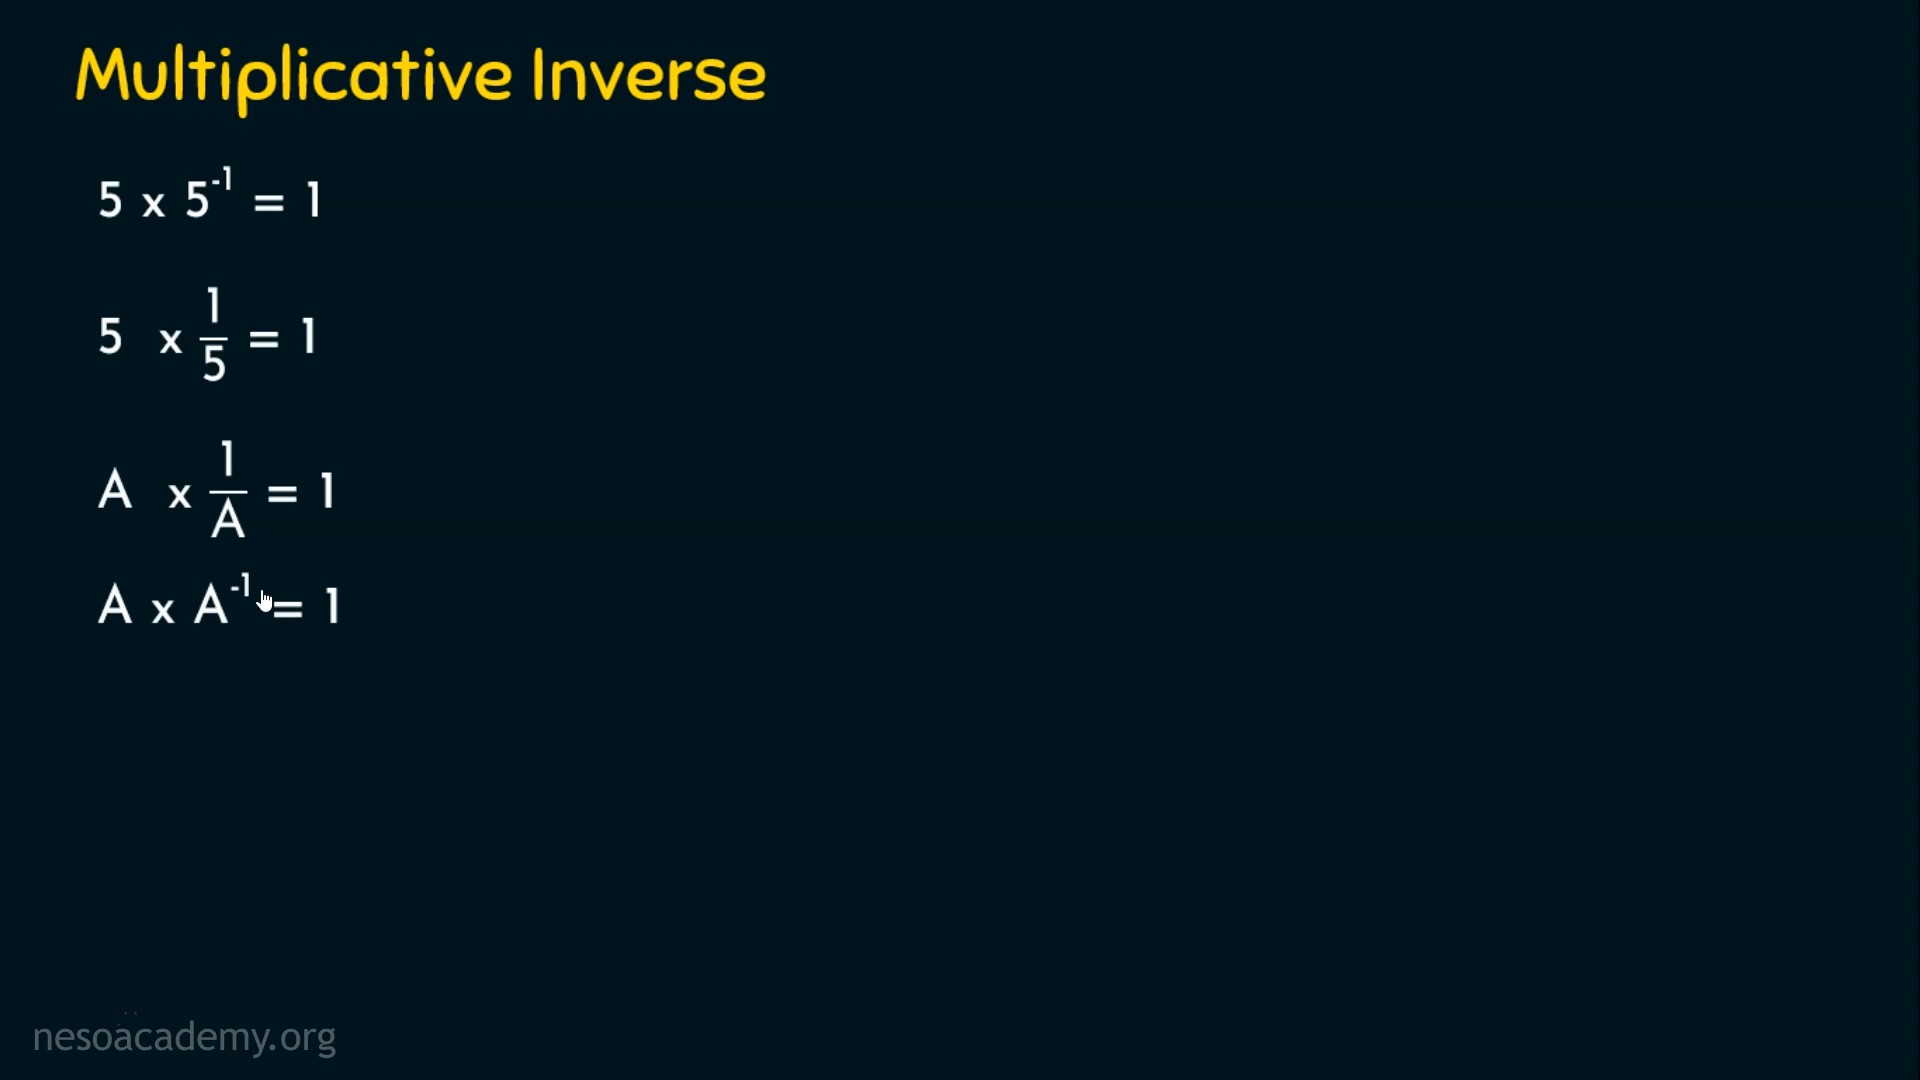 Multiplicative Inverse
5 x 5⁻¹ = 1
5 x 1/5 = 1
A x 1/A = 1
A x A⁻¹ = 1
nesoacademy.org